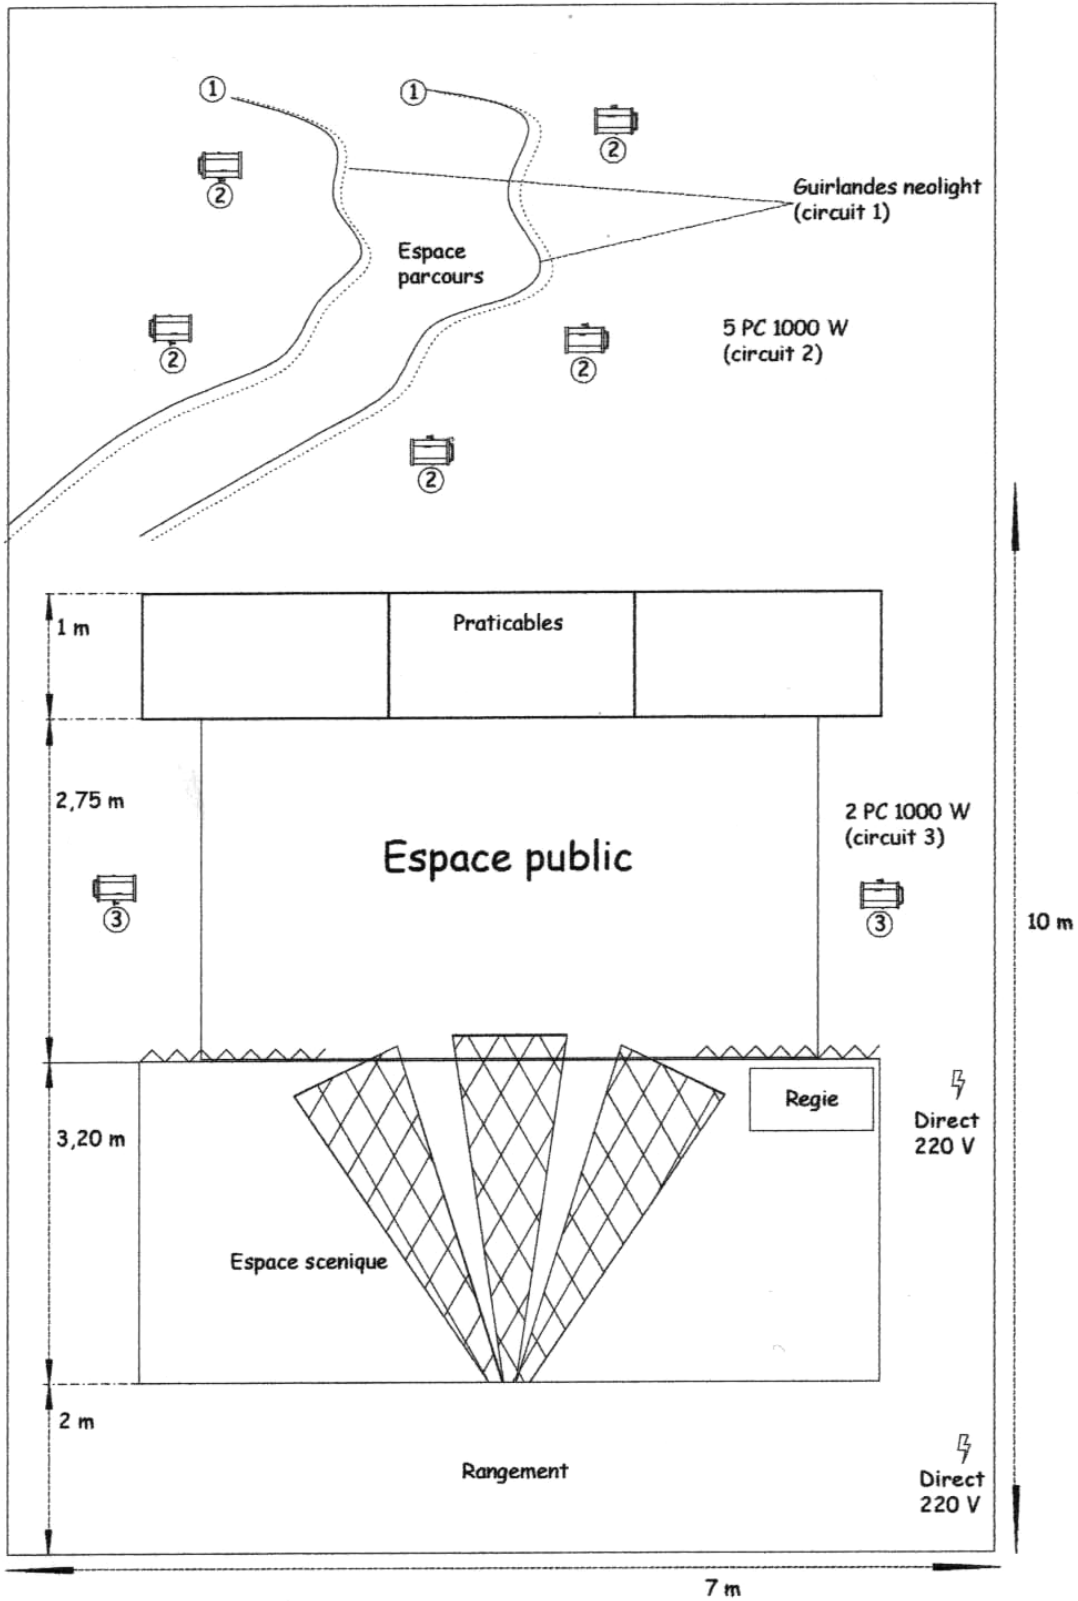 1
1
2
2
Guirlandes neolight
(circuit 1)
Espace
parcours
5 PC 1000 W
(circuit 2)
2
2
2
1 m
Praticables
2,75 m
2 PC 1000 W
(circuit 3)
Espace public
3
3
10 m
Regie
Direct
220 V
3,20 m
Espace scenique
2 m
Rangement
Direct
220 V
7 m